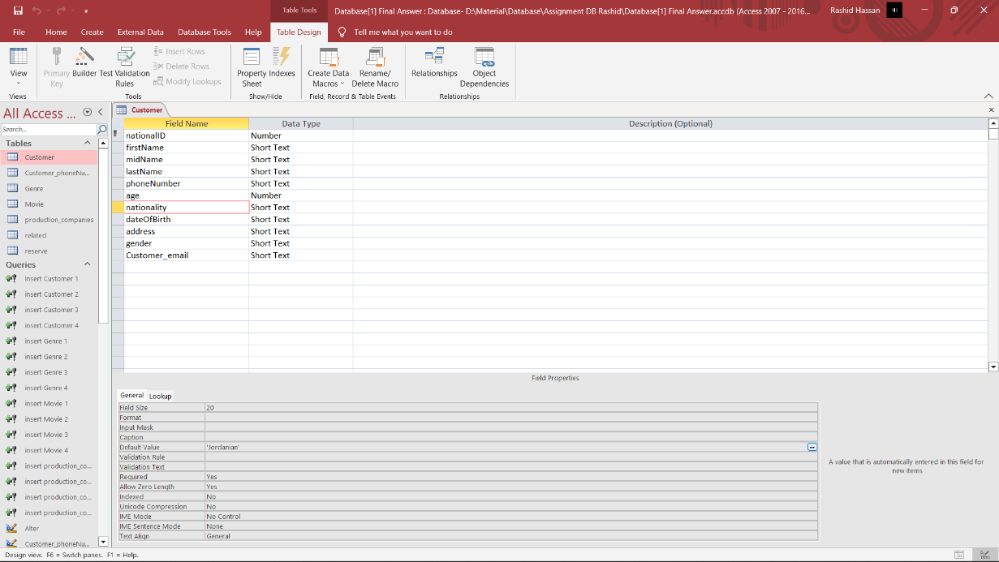 Table Tools
Database[1] Final Answer : Database- D:\Material\Database\Assignment DB Rashid\Database[1] Final Answer.accdb (Access 2007 - 2016...
Rashid Hassan
File Home Create External Data Database Tools Help Table Design Tell me what you want to do
View
Primary Key
Builder
Test Validation Rules
Insert Rows
Delete Rows
Modify Lookups
Property Sheet
Indexes
Create Data Macros
Rename/ Delete Macro
Relationships
Object Dependencies
Views Tools Show/Hide Field, Record & Table Events Relationships
All Access ...
Search...
Tables
Customer
Customer_phoneNu...
Genre
Movie
production_companies
related
reserve
Queries
Insert Customer 1
insert Customer 2
insert Customer 3
insert Customer 4
insert Genre 1
insert Genre 2
insert Genre 3
insert Genre 4
insert Movie 1
insert Movie 2
insert Movie 3
insert Movie 4
insert production_co...
insert production_co...
insert production_co...
insert production_co...
Alter
Customer_phoneNu...
Customer
Field Name Data Type Description (Optional)
nationalID Number
firstName Short Text
midName Short Text
lastName Short Text
phoneNumber Short Text
age Number
nationality Short Text
dateOfBirth Short Text
address Short Text
gender Short Text
Customer_email Short Text
Field Properties
General Lookup
Field Size 20
Format
Input Mask
Caption
Default Value 'Jordanian'
Validation Rule
Validation Text
Required Yes
Allow Zero Length Yes
Indexed No
Unicode Compression No
IME Mode No Control
IME Sentence Mode None
Text Align General
A value that is automatically entered in this field for
new items
Design view. F6 = Switch panes. F1 = Help.